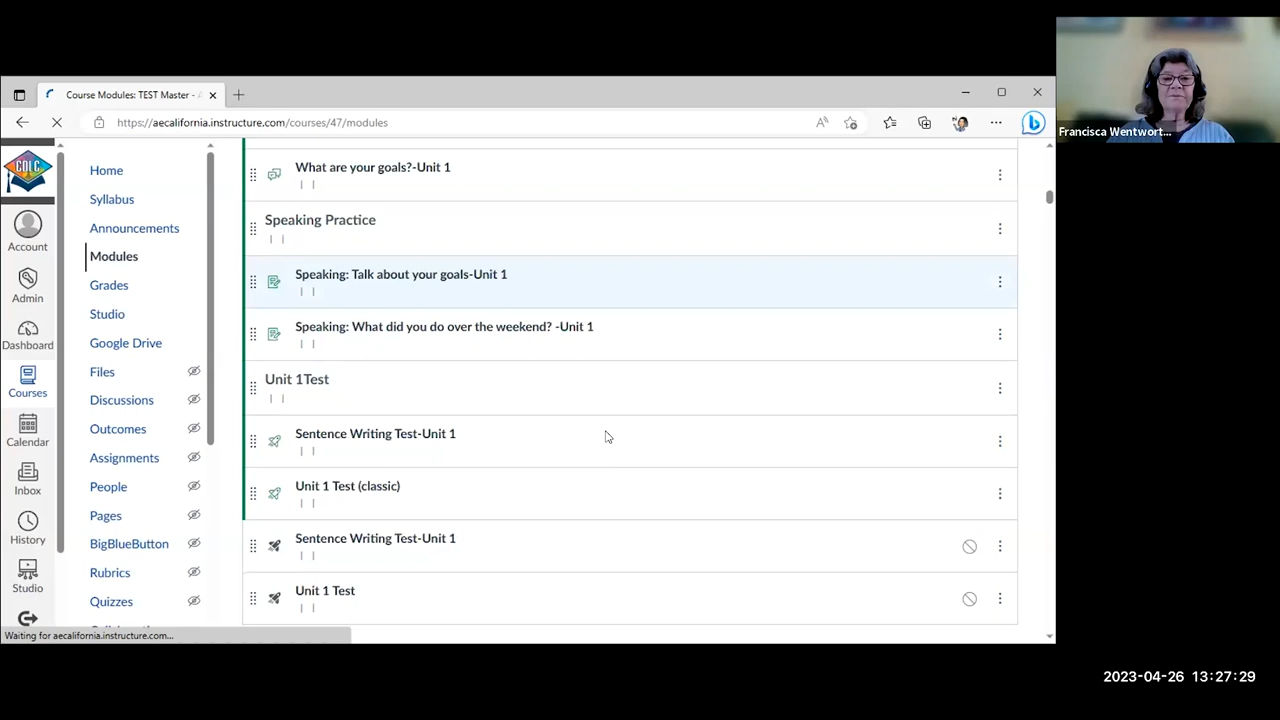 Course Modules: TEST Master -
https://aecalifornia.instructure.com/courses/47/modules
COLC
Account
Admin
Dashboard
Courses
Calendar
Inbox
History
Studio
Home
Syllabus
Announcements
Modules
Grades
Studio
Google Drive
Files
Discussions
Outcomes
Assignments
People
Pages
BigBlueButton
Rubrics
Quizzes
What are your goals?-Unit 1
Speaking Practice
Speaking: Talk about your goals-Unit 1
Speaking: What did you do over the weekend? -Unit 1
Unit 1Test
Sentence Writing Test-Unit 1
Unit 1 Test (classic)
Sentence Writing Test-Unit 1
Unit 1 Test
Waiting for aecalifornia.instructure.com...
Francisca Wentwort...
2023-04-26 13:27:29